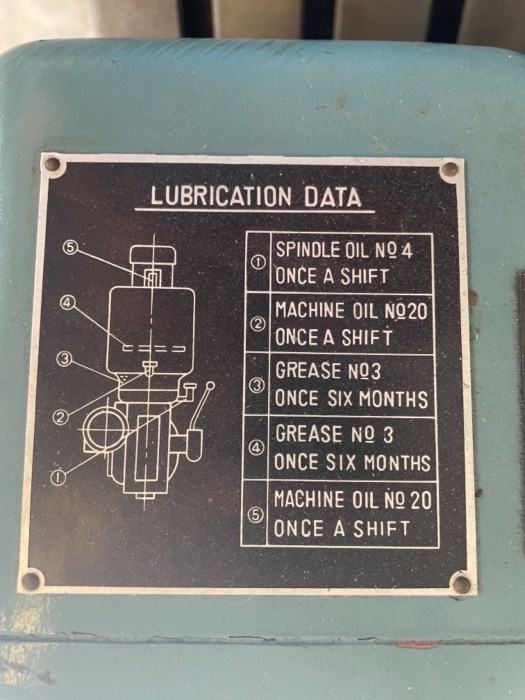 LUBRICATION DATA
⑤
④
③
②
①
① SPINDLE OIL № 4
ONCE A SHIFT
② MACHINE OIL №20
ONCE A SHIFT
③ GREASE №3
ONCE SIX MONTHS
④ GREASE № 3
ONCE SIX MONTHS
⑤ MACHINE OIL № 20
ONCE A SHIFT